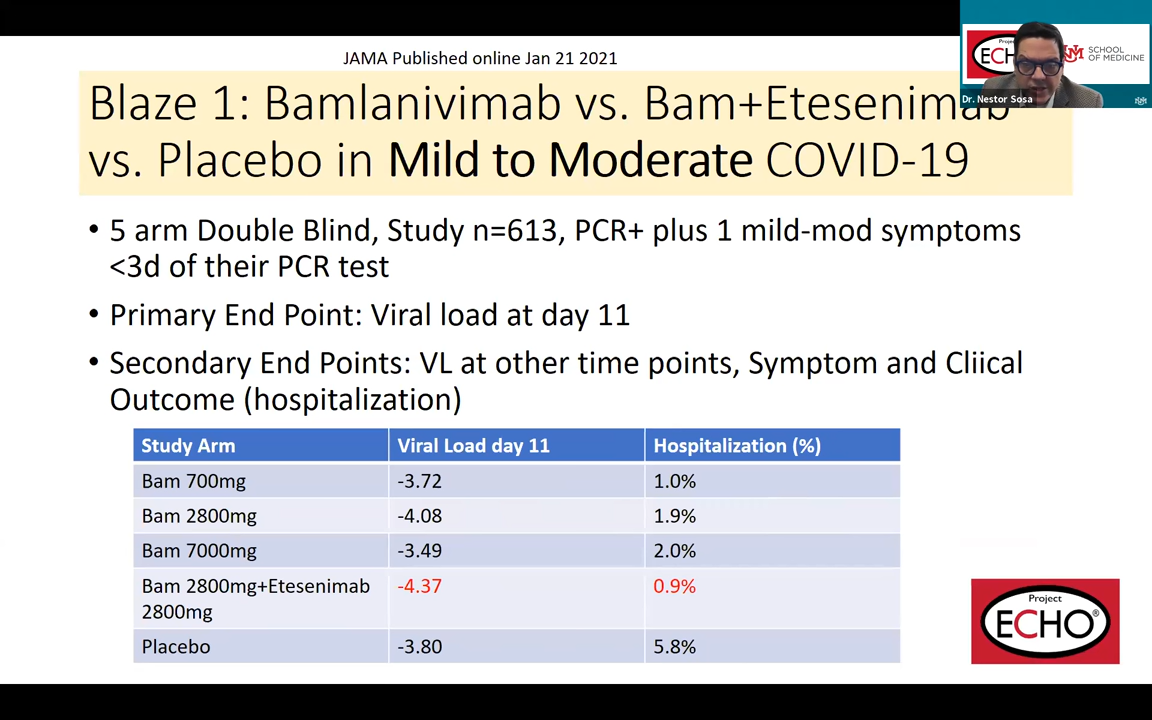 JAMA Published online Jan 21 2021
Project
ECHO
UNM
SCHOOL
OF MEDICINE
Dr. Nestor Sosa
Blaze 1: Bamlanivimab vs. Bam+Etesenimab
vs. Placebo in Mild to Moderate COVID-19
• 5 arm Double Blind, Study n=613, PCR+ plus 1 mild-mod symptoms
<3d of their PCR test
• Primary End Point: Viral load at day 11
• Secondary End Points: VL at other time points, Symptom and Cliical
Outcome (hospitalization)
Study Arm Viral Load day 11 Hospitalization (%)
Bam 700mg -3.72 1.0%
Bam 2800mg -4.08 1.9%
Bam 7000mg -3.49 2.0%
Bam 2800mg+Etesenimab -4.37 0.9%
2800mg
Placebo -3.80 5.8%
Project
ECHO®